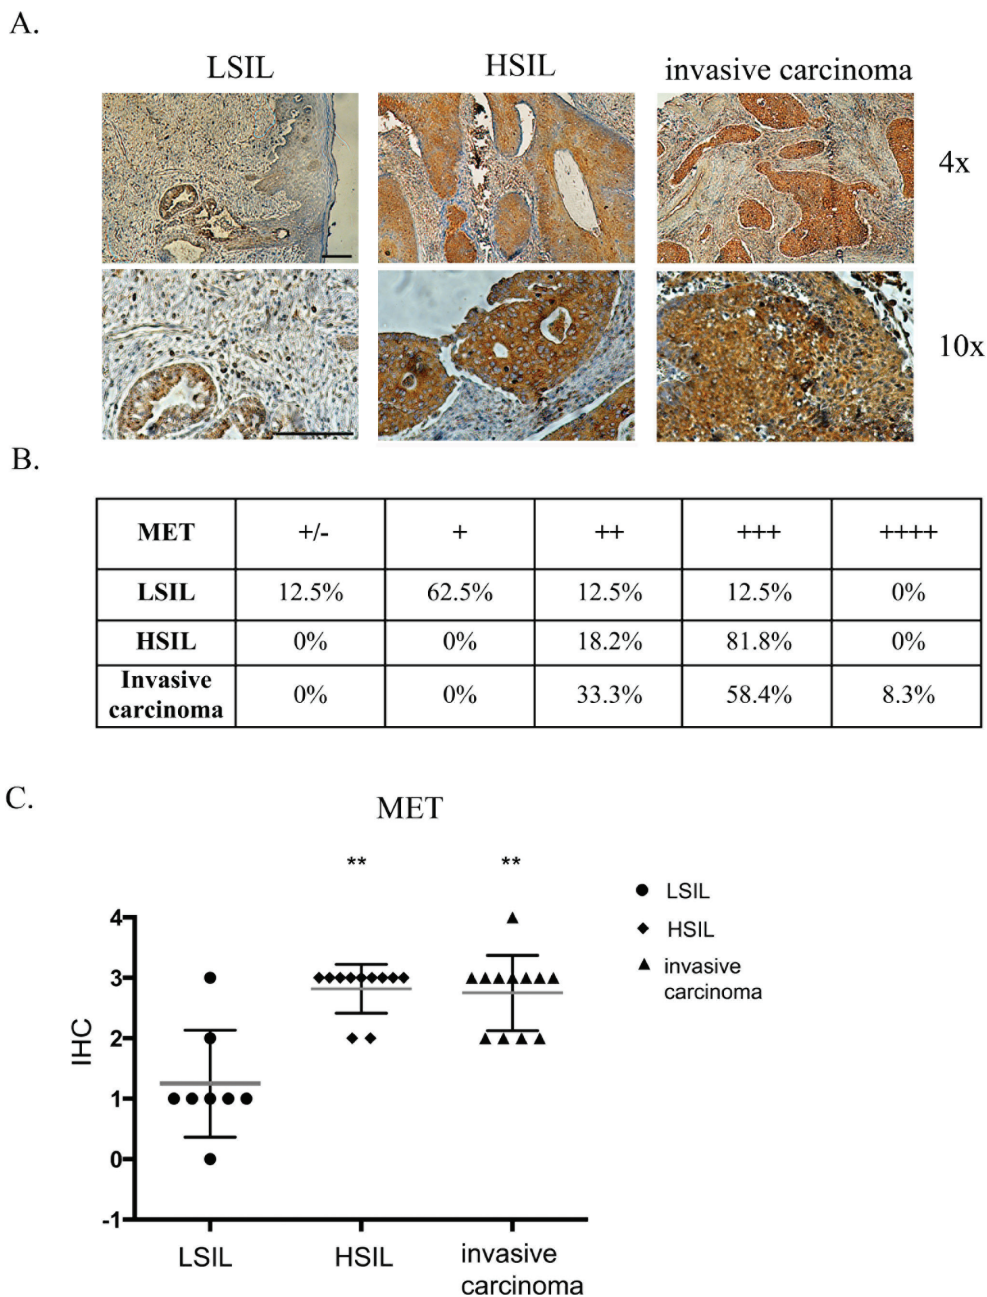 A.
LSIL HSIL invasive carcinoma
4x
10x
B.
MET +/- + ++ +++ ++++
LSIL 12.5% 62.5% 12.5% 12.5% 0%
HSIL 0% 0% 18.2% 81.8% 0%
Invasive
carcinoma 0% 0% 33.3% 58.4% 8.3%
C.
MET
** **
LSIL
HSIL
invasive
carcinoma
4
3
2
1
0
-1
IHC
LSIL HSIL invasive
carcinoma